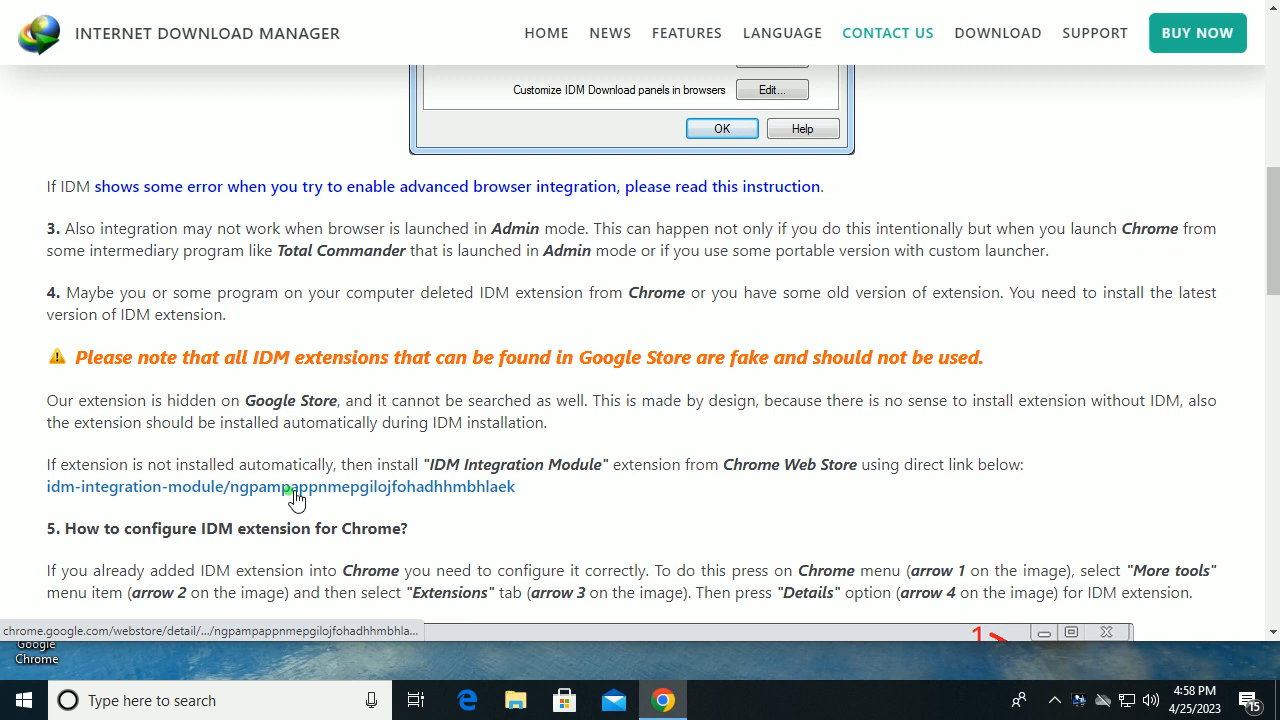 INTERNET DOWNLOAD MANAGER
HOME NEWS FEATURES LANGUAGE CONTACT US DOWNLOAD SUPPORT BUY NOW
Customize IDM Download panels in browsers Edit...
OK Help
If IDM shows some error when you try to enable advanced browser integration, please read this instruction.
3. Also integration may not work when browser is launched in Admin mode. This can happen not only if you do this intentionally but when you launch Chrome from
some intermediary program like Total Commander that is launched in Admin mode or if you use some portable version with custom launcher.
4. Maybe you or some program on your computer deleted IDM extension from Chrome or you have some old version of extension. You need to install the latest
version of IDM extension.
Please note that all IDM extensions that can be found in Google Store are fake and should not be used.
Our extension is hidden on Google Store, and it cannot be searched as well. This is made by design, because there is no sense to install extension without IDM, also
the extension should be installed automatically during IDM installation.
If extension is not installed automatically, then install "IDM Integration Module" extension from Chrome Web Store using direct link below:
idm-integration-module/ngpampappnmepgilojfohadhhmbhlaek
5. How to configure IDM extension for Chrome?
If you already added IDM extension into Chrome you need to configure it correctly. To do this press on Chrome menu (arrow 1 on the image), select "More tools"
menu item (arrow 2 on the image) and then select "Extensions" tab (arrow 3 on the image). Then press "Details" option (arrow 4 on the image) for IDM extension.
chrome.google.com/webstore/detail/.../ngpampappnmepgilojfohadhhmbhla...
1
Google
Chrome
Type here to search
4:58 PM
4/25/2023
15